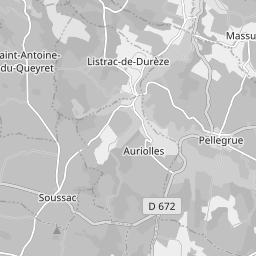 Massu
Listrac-de-Durèze
aint-Antoine-
du-Queyret
Pellegrue
Auriolles
Soussac
D 672